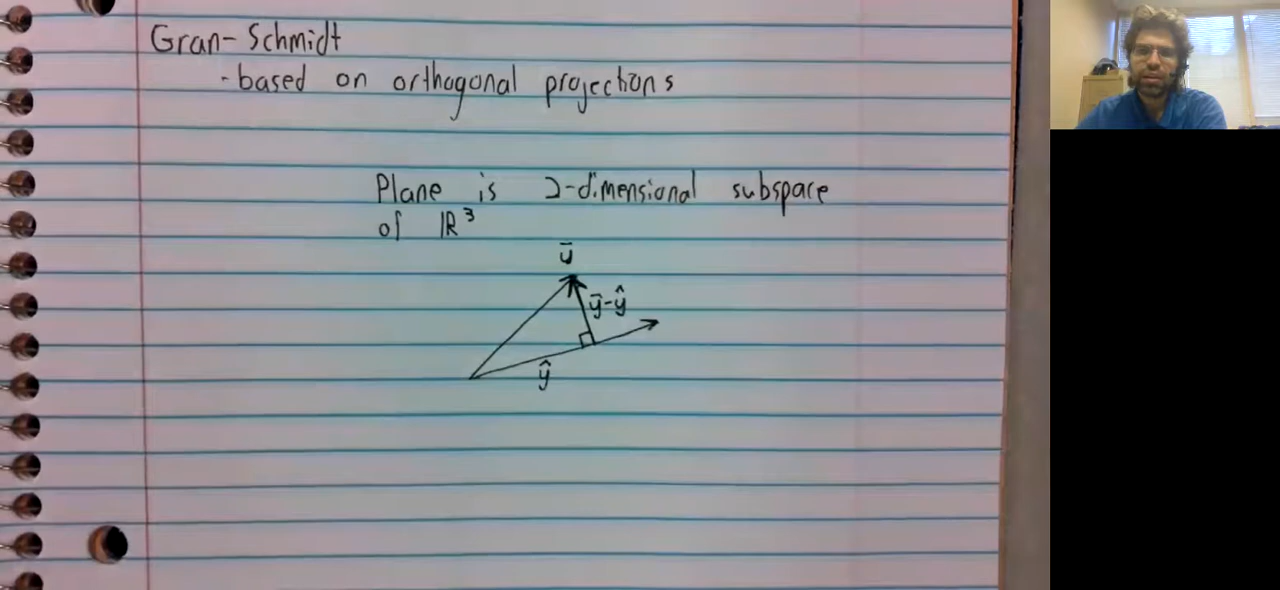 Gran-Schmidt
- based on orthogonal projections
Plane is 2-dimensional subspace
of ℝ³
ȳ
ȳ-ŷ
ŷ